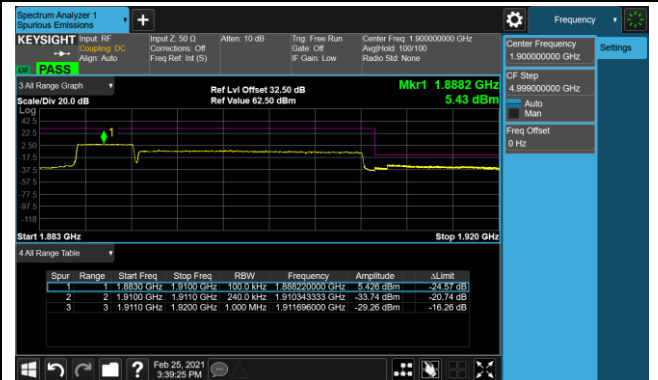 Spectrum Analyzer 1
Spurious Emissions
Frequency
KEYSIGHT Input: RF
Coupling: DC
Align: Auto
Input Z: 50 Ω
Corrections: Off
Freq Ref: Int (S)
Atten: 10 dB
Trig: Free Run
Gate: Off
IF Gain: Low
Center Freq: 1.900000000 GHz
Avg|Hold: 100/100
Radio Std: None
LNI PASS
Center Frequency
1.900000000 GHz
Settings
CF Step
4.999000000 GHz
Auto
Man
Freq Offset
0 Hz
3 All Range Graph
Scale/Div 20.0 dB
Ref Lvl Offset 32.50 dB
Ref Value 62.50 dBm
Mkr1 1.8882 GHz
5.43 dBm
Log
42.5
22.5
2.50
-17.5
-37.5
-57.5
-77.5
-97.5
-118
1
Start 1.883 GHz
Stop 1.920 GHz
4 All Range Table
Spur Range Start Freq Stop Freq RBW Frequency Amplitude ΔLimit
1 1 1.8830 GHz 1.9100 GHz 100.0 kHz 1.888220000 GHz 5.426 dBm -24.57 dB
2 2 1.9100 GHz 1.9110 GHz 240.0 kHz 1.910343333 GHz -33.74 dBm -20.74 dB
3 3 1.9110 GHz 1.9200 GHz 1.000 MHz 1.911696000 GHz -29.26 dBm -16.26 dB
Feb 25, 2021
3:39:25 PM